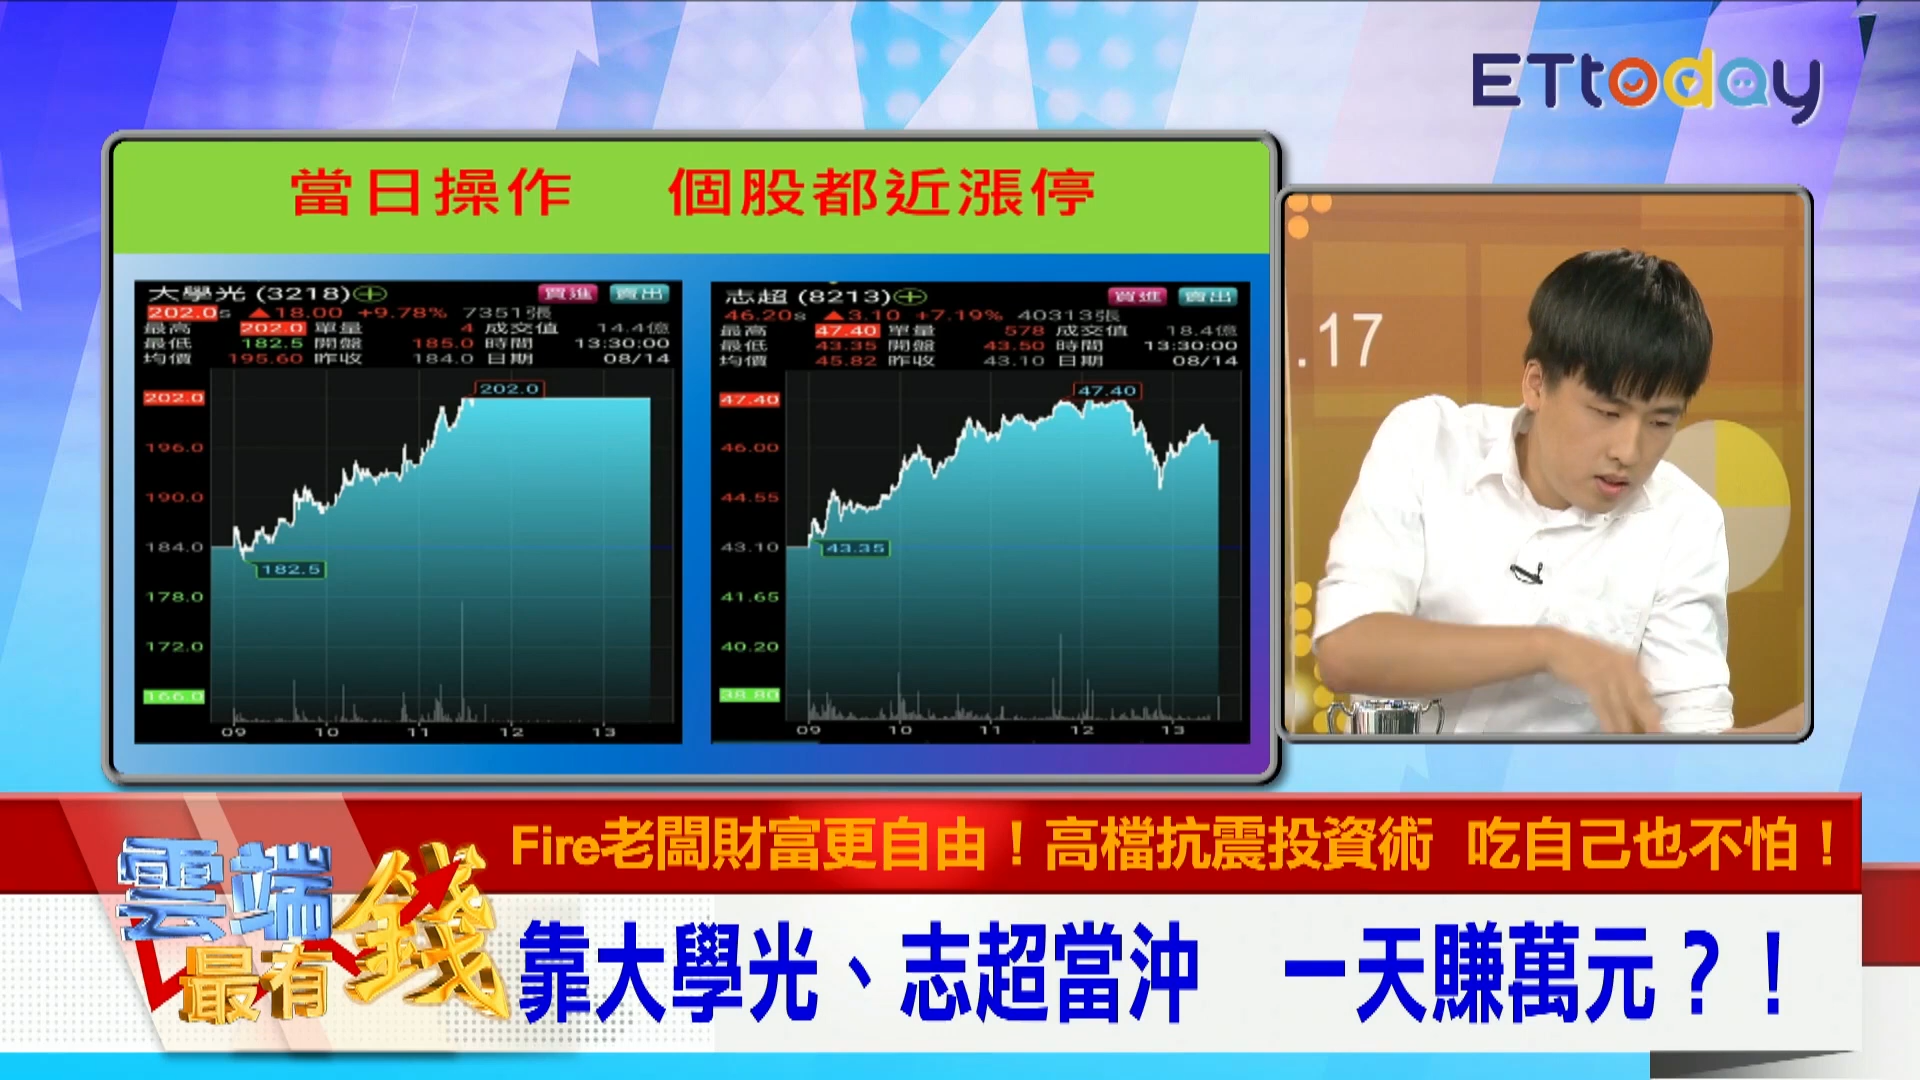 ETtoday
當日操作 個股都近漲停
大學光 (3218) 買進 賣出
202.0s ▲18.00 +9.78% 7351張
最高 202.0 單量 4 成交值 14.4億
最低 182.5 開盤 185.0 時間 13:30:00
均價 195.60 昨收 184.0 日期 08/14
202.0
196.0
190.0
184.0
178.0
172.0
166.0
202.0
182.5
09 10 11 12 13
志超 (8213) 買進 賣出
46.20s ▲3.10 +7.19% 40313張
最高 47.40 單量 578 成交值 18.4億
最低 43.35 開盤 43.50 時間 13:30:00
均價 45.82 昨收 43.10 日期 08/14
47.40
46.00
44.55
43.10
41.65
40.20
38.80
47.40
43.35
09 10 11 12 13
.17
Fire老闆財富更自由！高檔抗震投資術 吃自己也不怕！
雲端最有錢
靠大學光、志超當沖 一天賺萬元？！